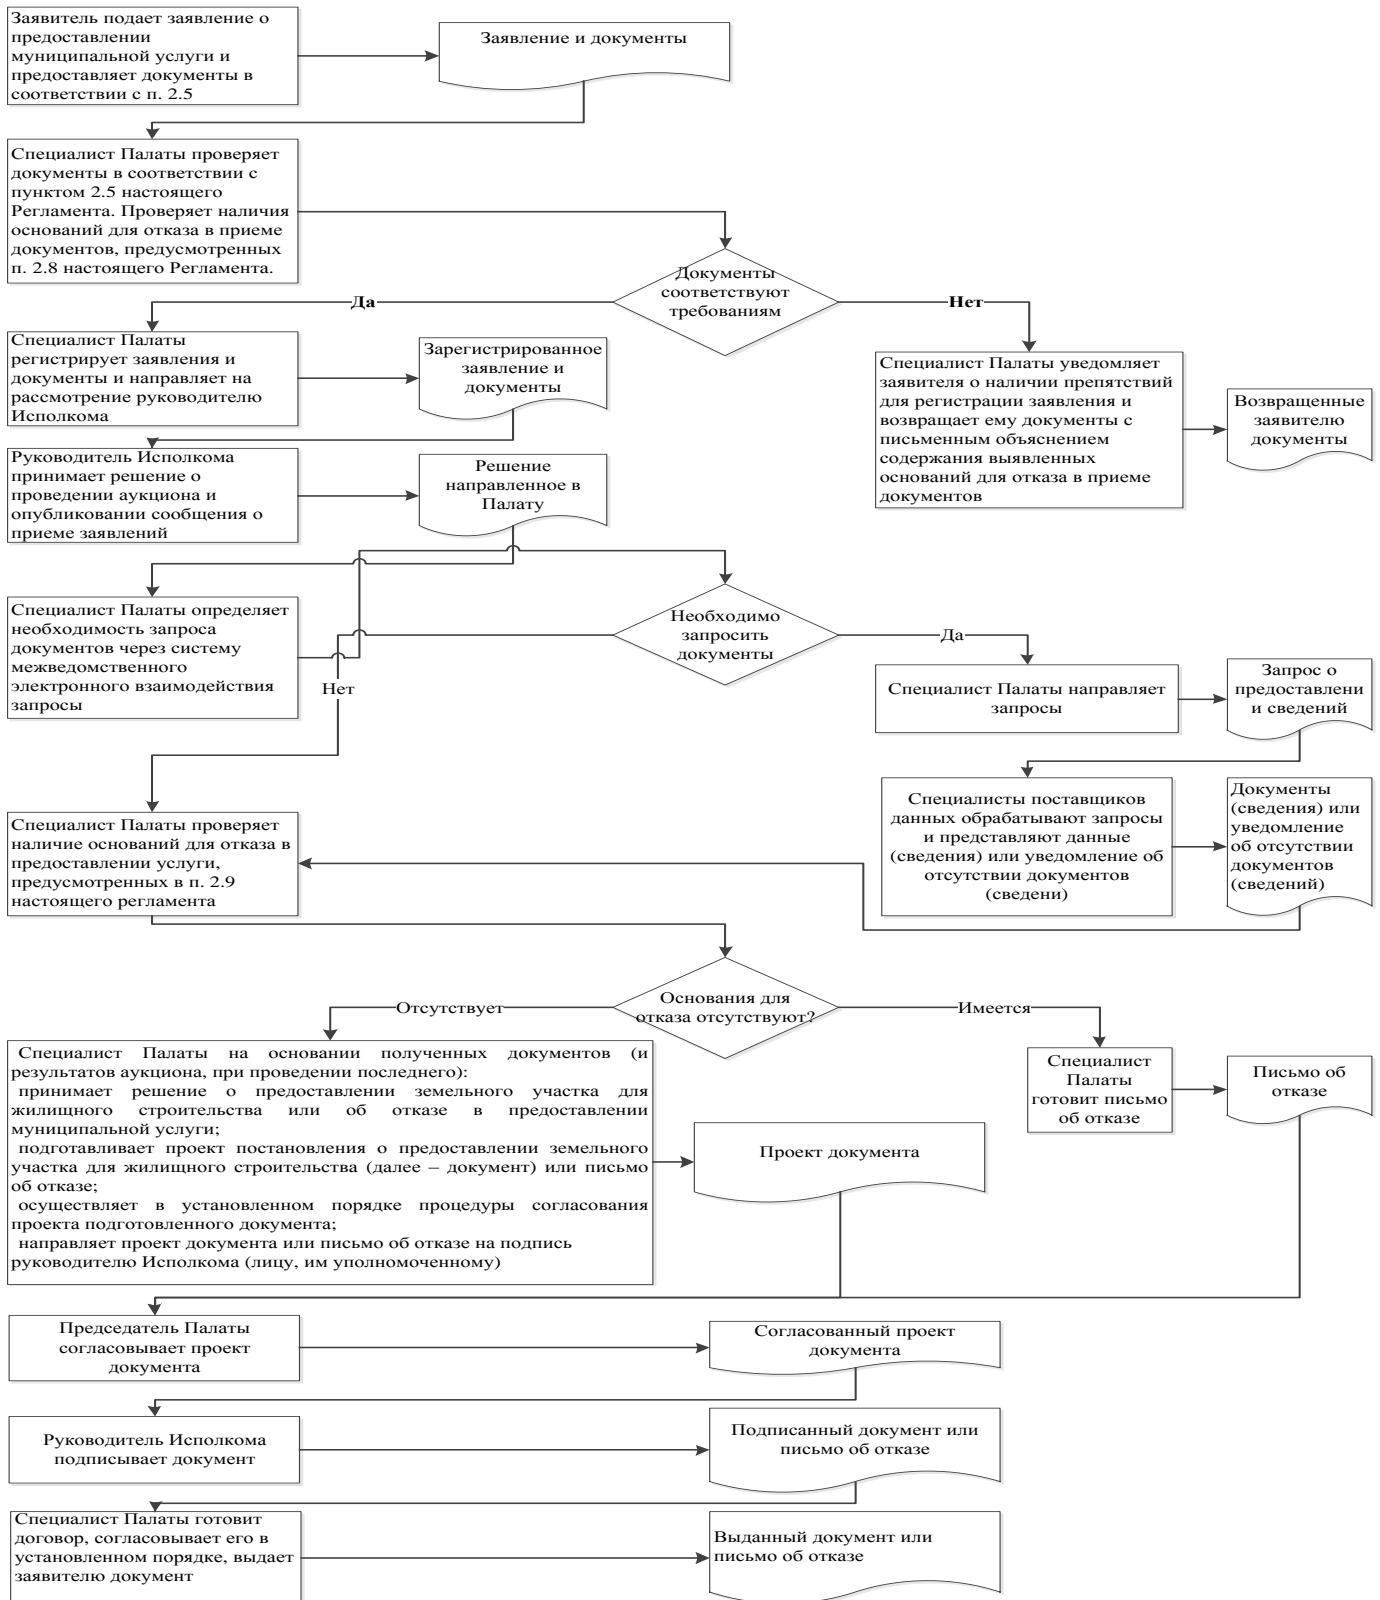 Заявитель подает заявление о
предоставлении
муниципальной услуги и
предоставляет документы в
соответствии с п. 2.5
Заявление и документы
Специалист Палаты проверяет
документы в соответствии с
пунктом 2.5 настоящего
Регламента. Проверяет наличия
оснований для отказа в приеме
документов, предусмотренных
п. 2.8 настоящего Регламента.
Документы
соответствуют
требованиям
Да
Нет
Специалист Палаты
регистрирует заявления и
документы и направляет на
рассмотрение руководителю
Исполкома
Зарегистрированное
заявление и
документы
Специалист Палаты уведомляет
заявителя о наличии препятствий
для регистрации заявления и
возвращает ему документы с
письменным объяснением
содержания выявленных
оснований для отказа в приеме
документов
Возвращенные
заявителю
документы
Руководитель Исполкома
принимает решение о
проведении аукциона и
опубликовании сообщения о
приеме заявлений
Решение
направленное в
Палату
Специалист Палаты определяет
необходимость запроса
документов через систему
межведомственного
электронного взаимодействия
запросы
Необходимо
запросить
документы
Да
Нет
Специалист Палаты направляет
запросы
Запрос о
предоставлени
и сведений
Специалисты поставщиков
данных обрабатывают запросы
и представляют данные
(сведения) или уведомление об
отсутствии документов
(сведени)
Документы
(сведения) или
уведомление
об отсутствии
документов
(сведений)
Специалист Палаты проверяет
наличие оснований для отказа в
предоставлении услуги,
предусмотренных в п. 2.9
настоящего регламента
Основания для
отказа отсутствуют?
Отсутствует
Имеется
Специалист Палаты на основании полученных документов (и
результатов аукциона, при проведении последнего):
принимает решение о предоставлении земельного участка для
жилищного строительства или об отказе в предоставлении
муниципальной услуги;
подготавливает проект постановления о предоставлении земельного
участка для жилищного строительства (далее – документ) или письмо
об отказе;
осуществляет в установленном порядке процедуры согласования
проекта подготовленного документа;
направляет проект документа или письмо об отказе на подпись
руководителю Исполкома (лицу, им уполномоченному)
Проект документа
Специалист
Палаты
готовит письмо
об отказе
Письмо об
отказе
Председатель Палаты
согласовывает проект
документа
Согласованный проект
документа
Руководитель Исполкома
подписывает документ
Подписанный документ или
письмо об отказе
Специалист Палаты готовит
договор, согласовывает его в
установленном порядке, выдает
заявителю документ
Выданный документ или
письмо об отказе